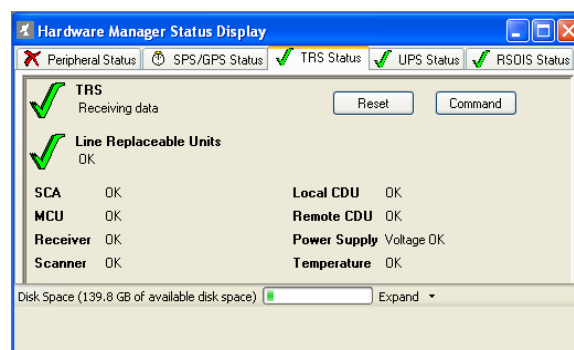 Hardware Manager Status Display
Peripheral Status SPS/GPS Status TRS Status UPS Status RSOIS Status
TRS
Receiving data
Reset Command
Line Replaceable Units
OK
SCA OK Local CDU OK
MCU OK Remote CDU OK
Receiver OK Power Supply Voltage OK
Scanner OK Temperature OK
Disk Space (139.8 GB of available disk space) Expand